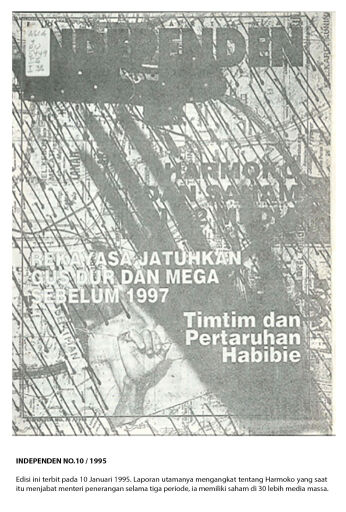 INDEPENDEN
HARMOKO
DAN SAHAM
REKAYASA JATUHKAN
GUS DUR DAN MEGA
SEBELUM 1997
Timtim dan
Pertaruhan
Habibie
INDEPENDEN NO.10 / 1995
Edisi ini terbit pada 10 Januari 1995. Laporan utamanya mengangkat tentang Harmoko yang saat
itu menjabat menteri penerangan selama tiga periode, ia memiliki saham di 30 lebih media massa.